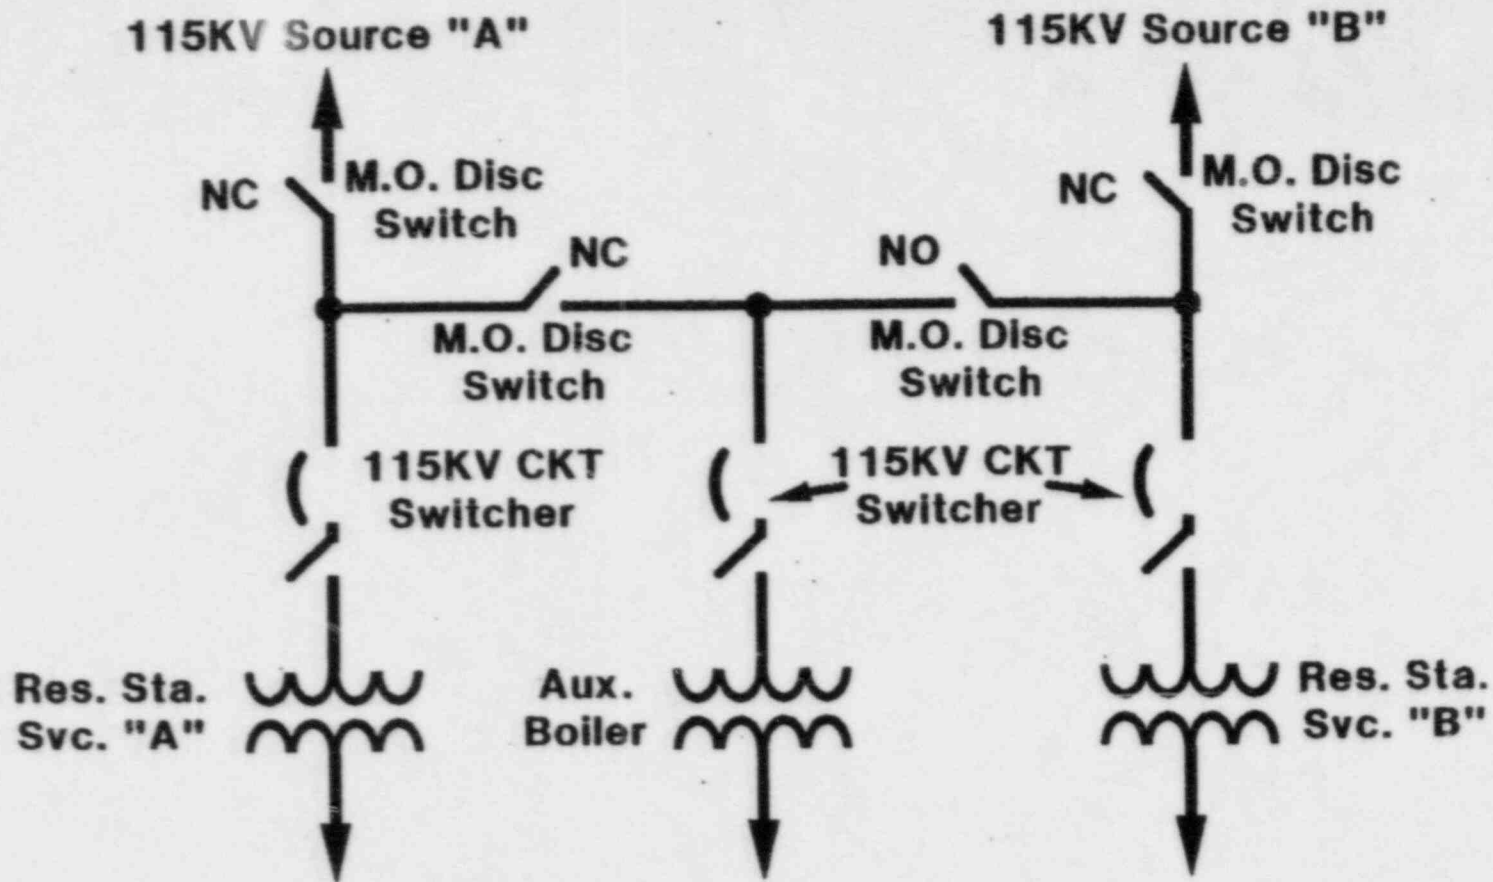 115KV Source "A"
115KV Source "B"
NC
M.O. Disc
Switch
NC
M.O. Disc
Switch
NC
M.O. Disc
Switch
NO
M.O. Disc
Switch
115KV CKT
Switcher
115KV CKT
Switcher
Res. Sta.
Svc. "A"
Aux.
Boiler
Res. Sta.
Svc. "B"